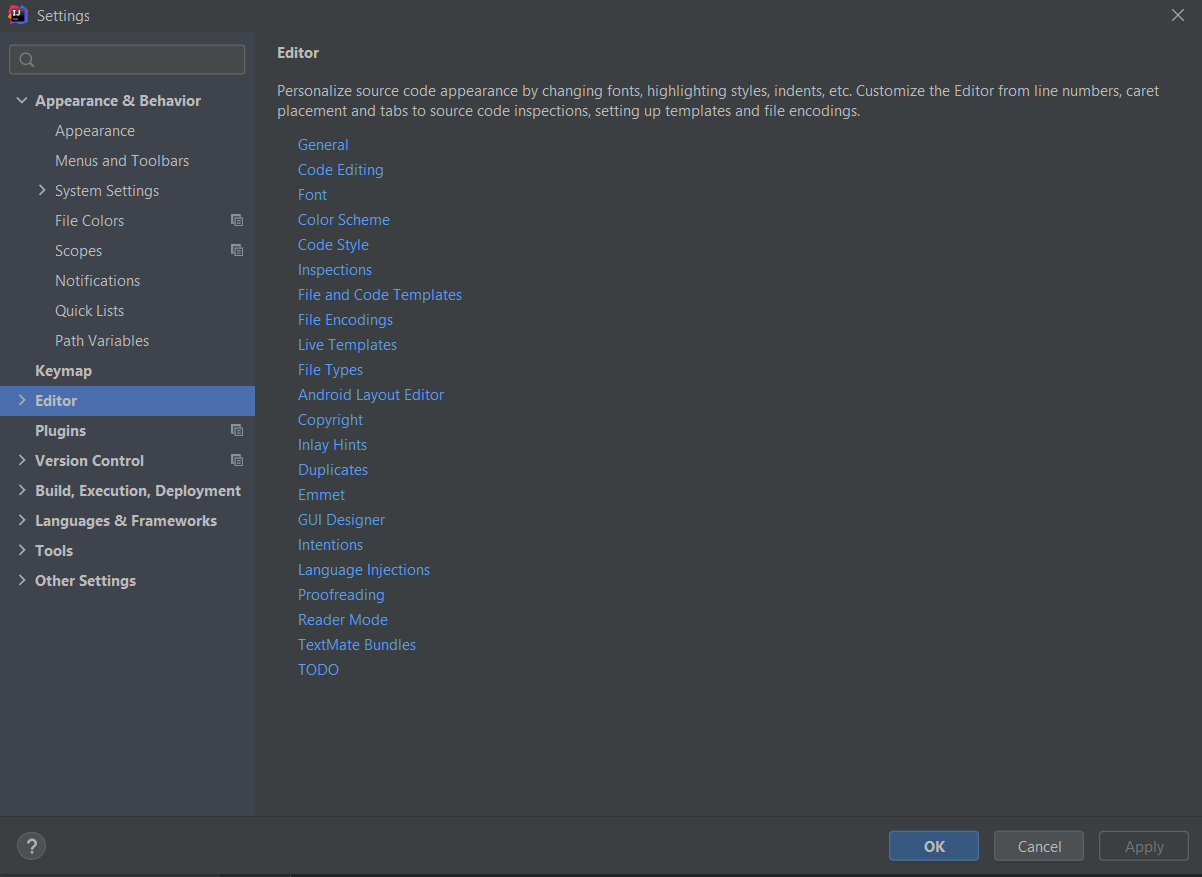 Settings
Appearance & Behavior
Appearance
Menus and Toolbars
System Settings
File Colors
Scopes
Notifications
Quick Lists
Path Variables
Keymap
Editor
Plugins
Version Control
Build, Execution, Deployment
Languages & Frameworks
Tools
Other Settings
Editor
Personalize source code appearance by changing fonts, highlighting styles, indents, etc. Customize the Editor from line numbers, caret
placement and tabs to source code inspections, setting up templates and file encodings.
General
Code Editing
Font
Color Scheme
Code Style
Inspections
File and Code Templates
File Encodings
Live Templates
File Types
Android Layout Editor
Copyright
Inlay Hints
Duplicates
Emmet
GUI Designer
Intentions
Language Injections
Proofreading
Reader Mode
TextMate Bundles
TODO
?
OK
Cancel
Apply